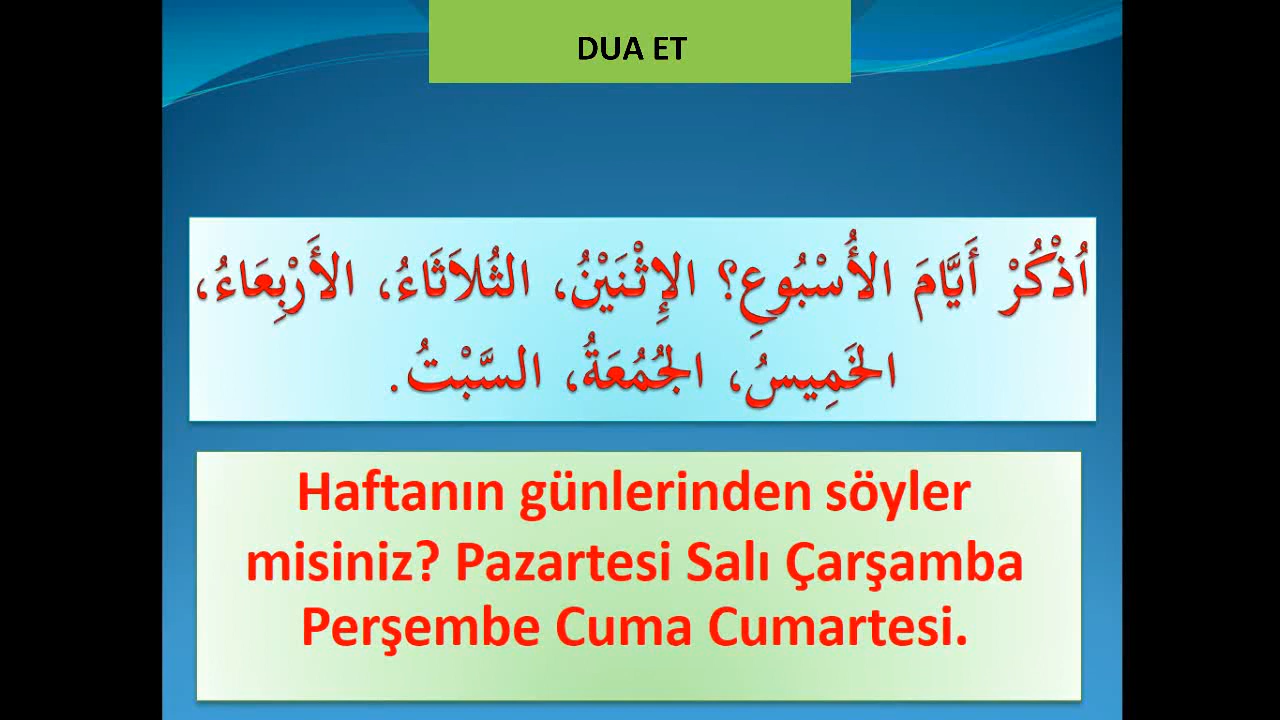 DUA ET
اُذْكُرْ أَيَّامَ الأُسْبُوعِ؟ الإِثْنَيْنُ، الثُلاَثَاءُ، الأَرْبِعَاءُ،
الخَمِيسُ، الجُمُعَةُ، السَّبْتُ.
Haftanın günlerinden söyler
misiniz? Pazartesi Salı Çarşamba
Perşembe Cuma Cumartesi.